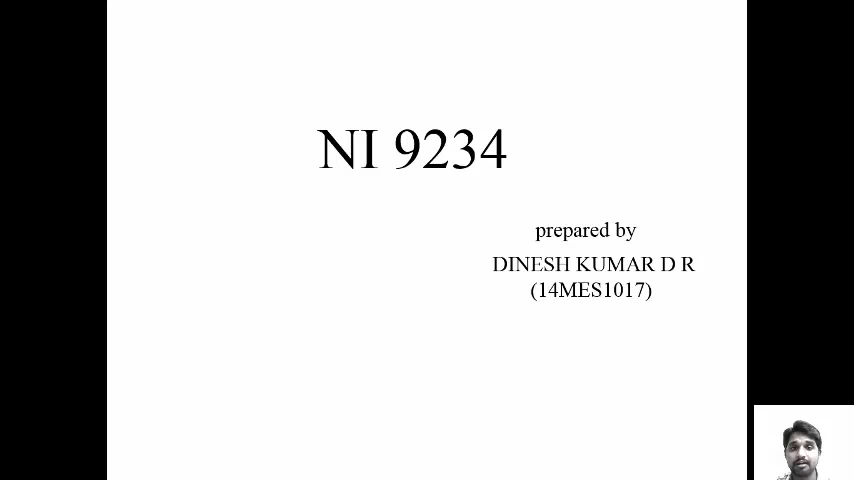 NI 9234
prepared by
DINESH KUMAR D R
(14MES1017)